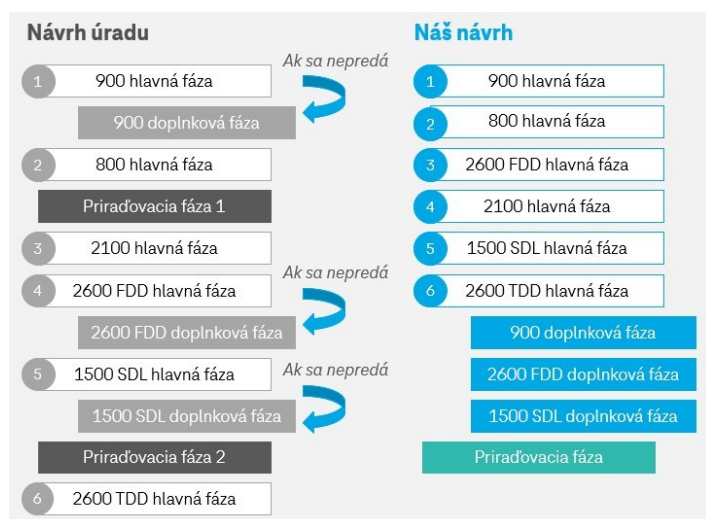 Návrh úradu
Ak sa nepredá
1 900 hlavná fáza
900 doplnková fáza
2 800 hlavná fáza
Priraďovacia fáza 1
3 2100 hlavná fáza
Ak sa nepredá
4 2600 FDD hlavná fáza
2600 FDD doplnková fáza
5 1500 SDL hlavná fáza
Ak sa nepredá
1500 SDL doplnková fáza
Priraďovacia fáza 2
6 2600 TDD hlavná fáza
Náš návrh
1 900 hlavná fáza
2 800 hlavná fáza
3 2600 FDD hlavná fáza
4 2100 hlavná fáza
5 1500 SDL hlavná fáza
6 2600 TDD hlavná fáza
900 doplnková fáza
2600 FDD doplnková fáza
1500 SDL doplnková fáza
Priraďovacia fáza